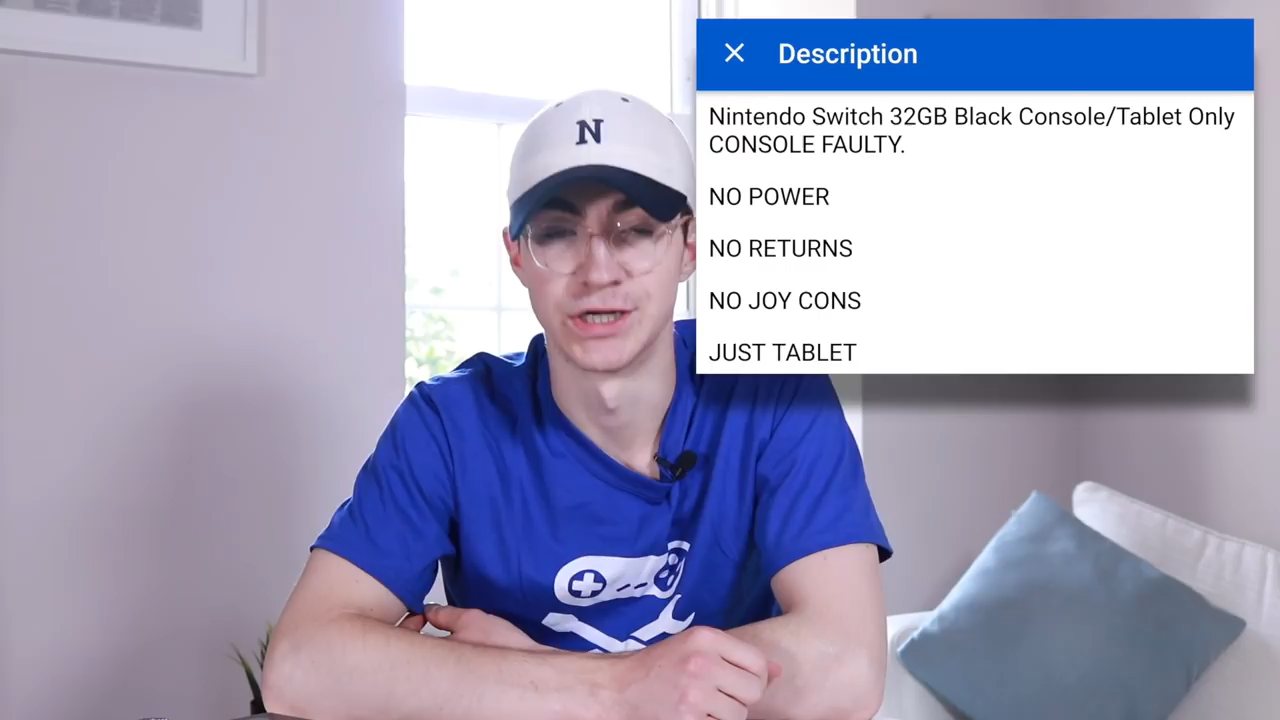 Description
Nintendo Switch 32GB Black Console/Tablet Only
CONSOLE FAULTY.
NO POWER
NO RETURNS
NO JOY CONS
JUST TABLET
N